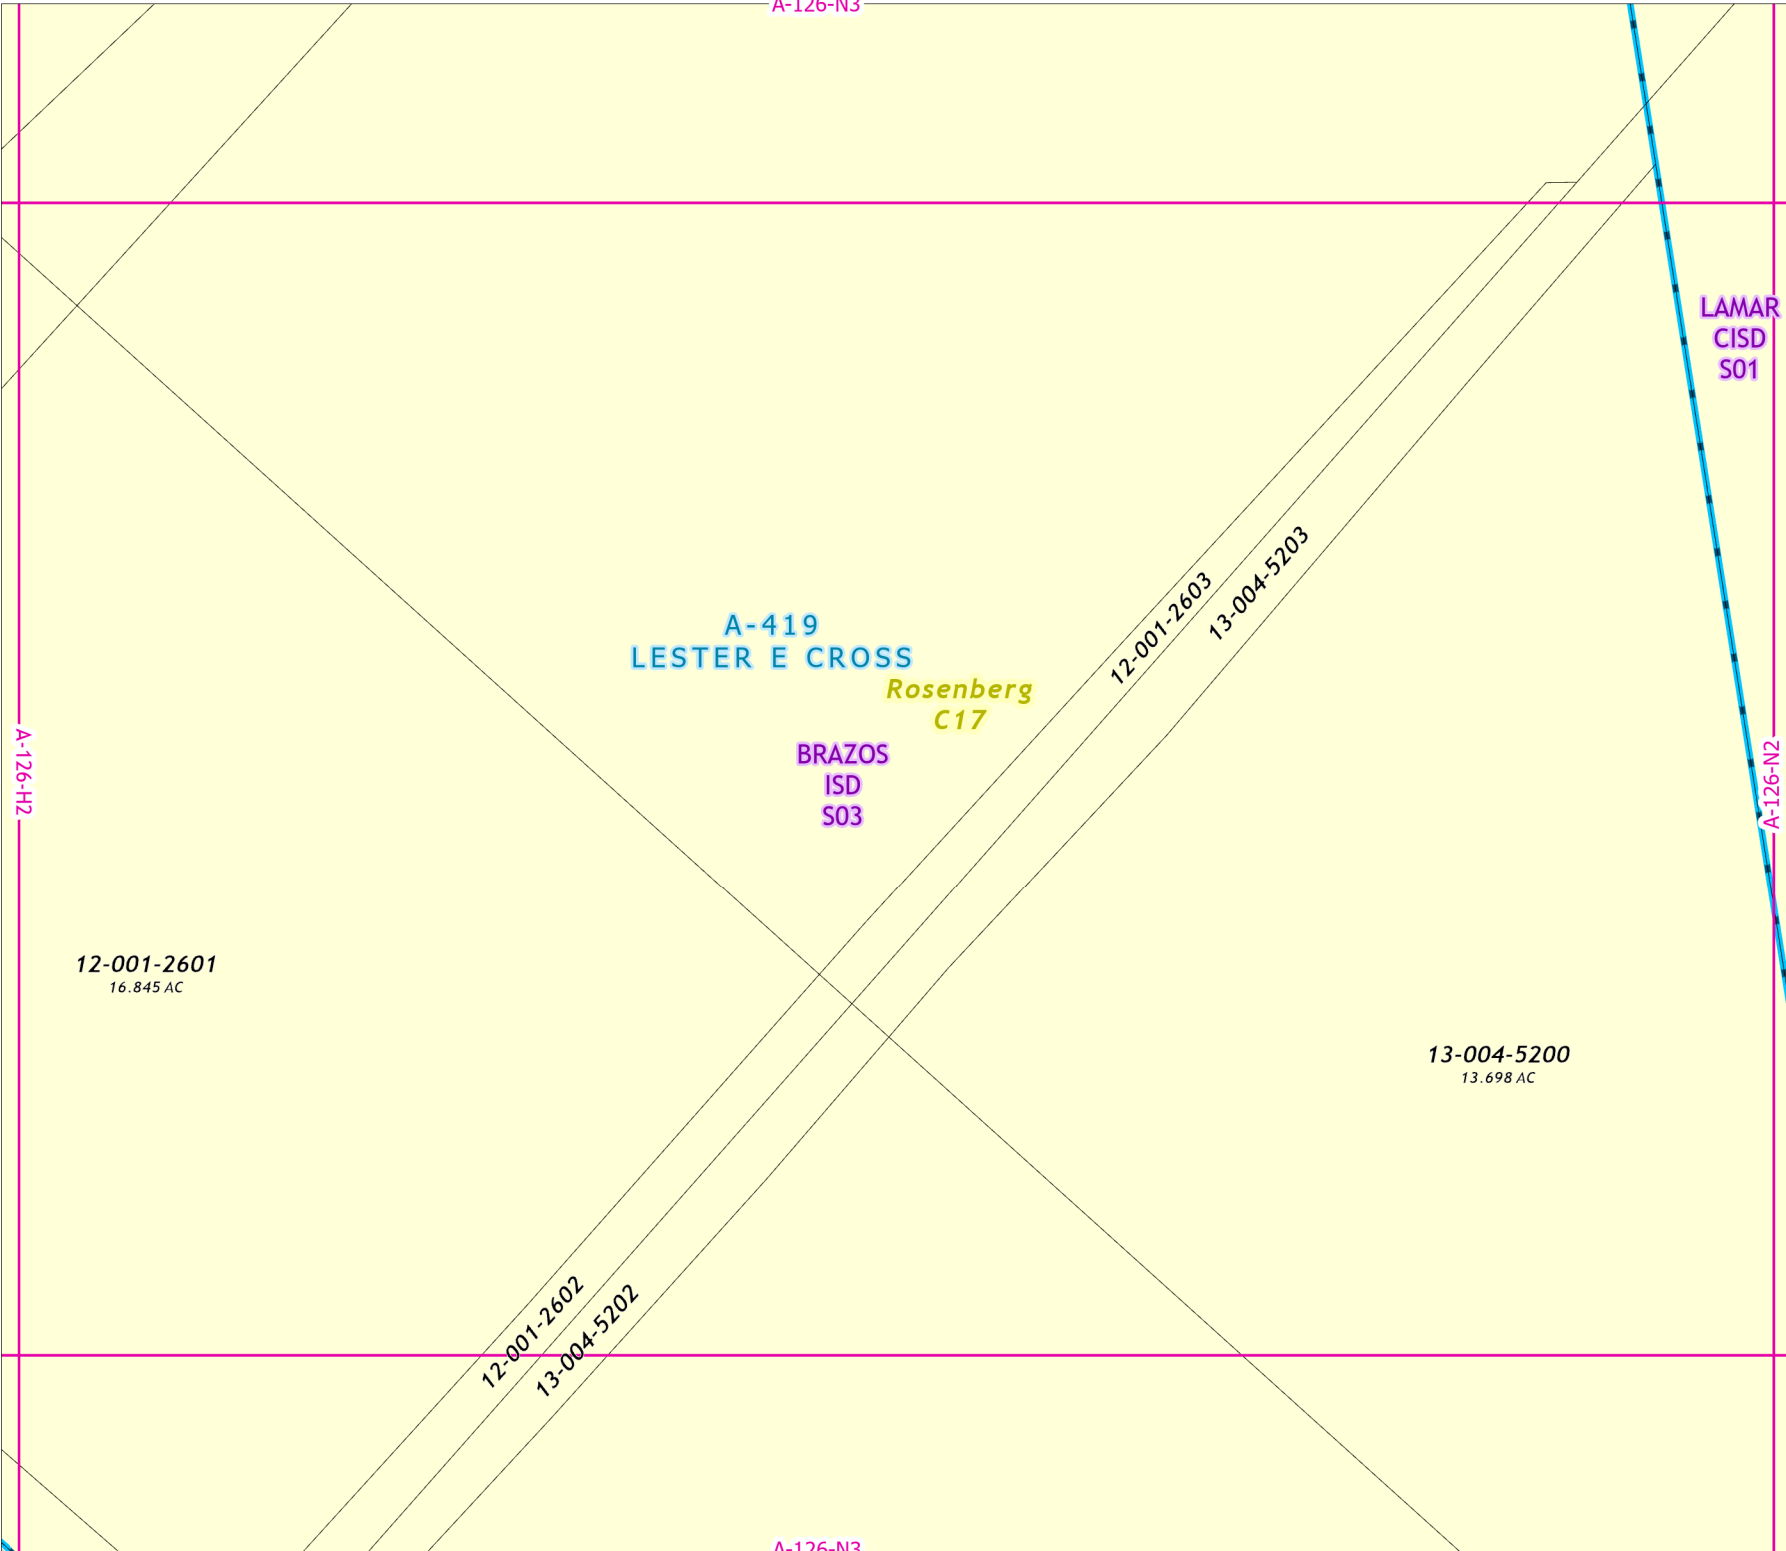 A-126-N3
LAMAR
CISD
S01
12-001-2603
13-004-5203
A-419
LESTER E CROSS
Rosenberg
C17
BRAZOS
ISD
S03
A-126-H2
A-126-N2
12-001-2601
16.845 AC
13-004-5200
13.698 AC
12-001-2602
13-004-5202
A-126-N3